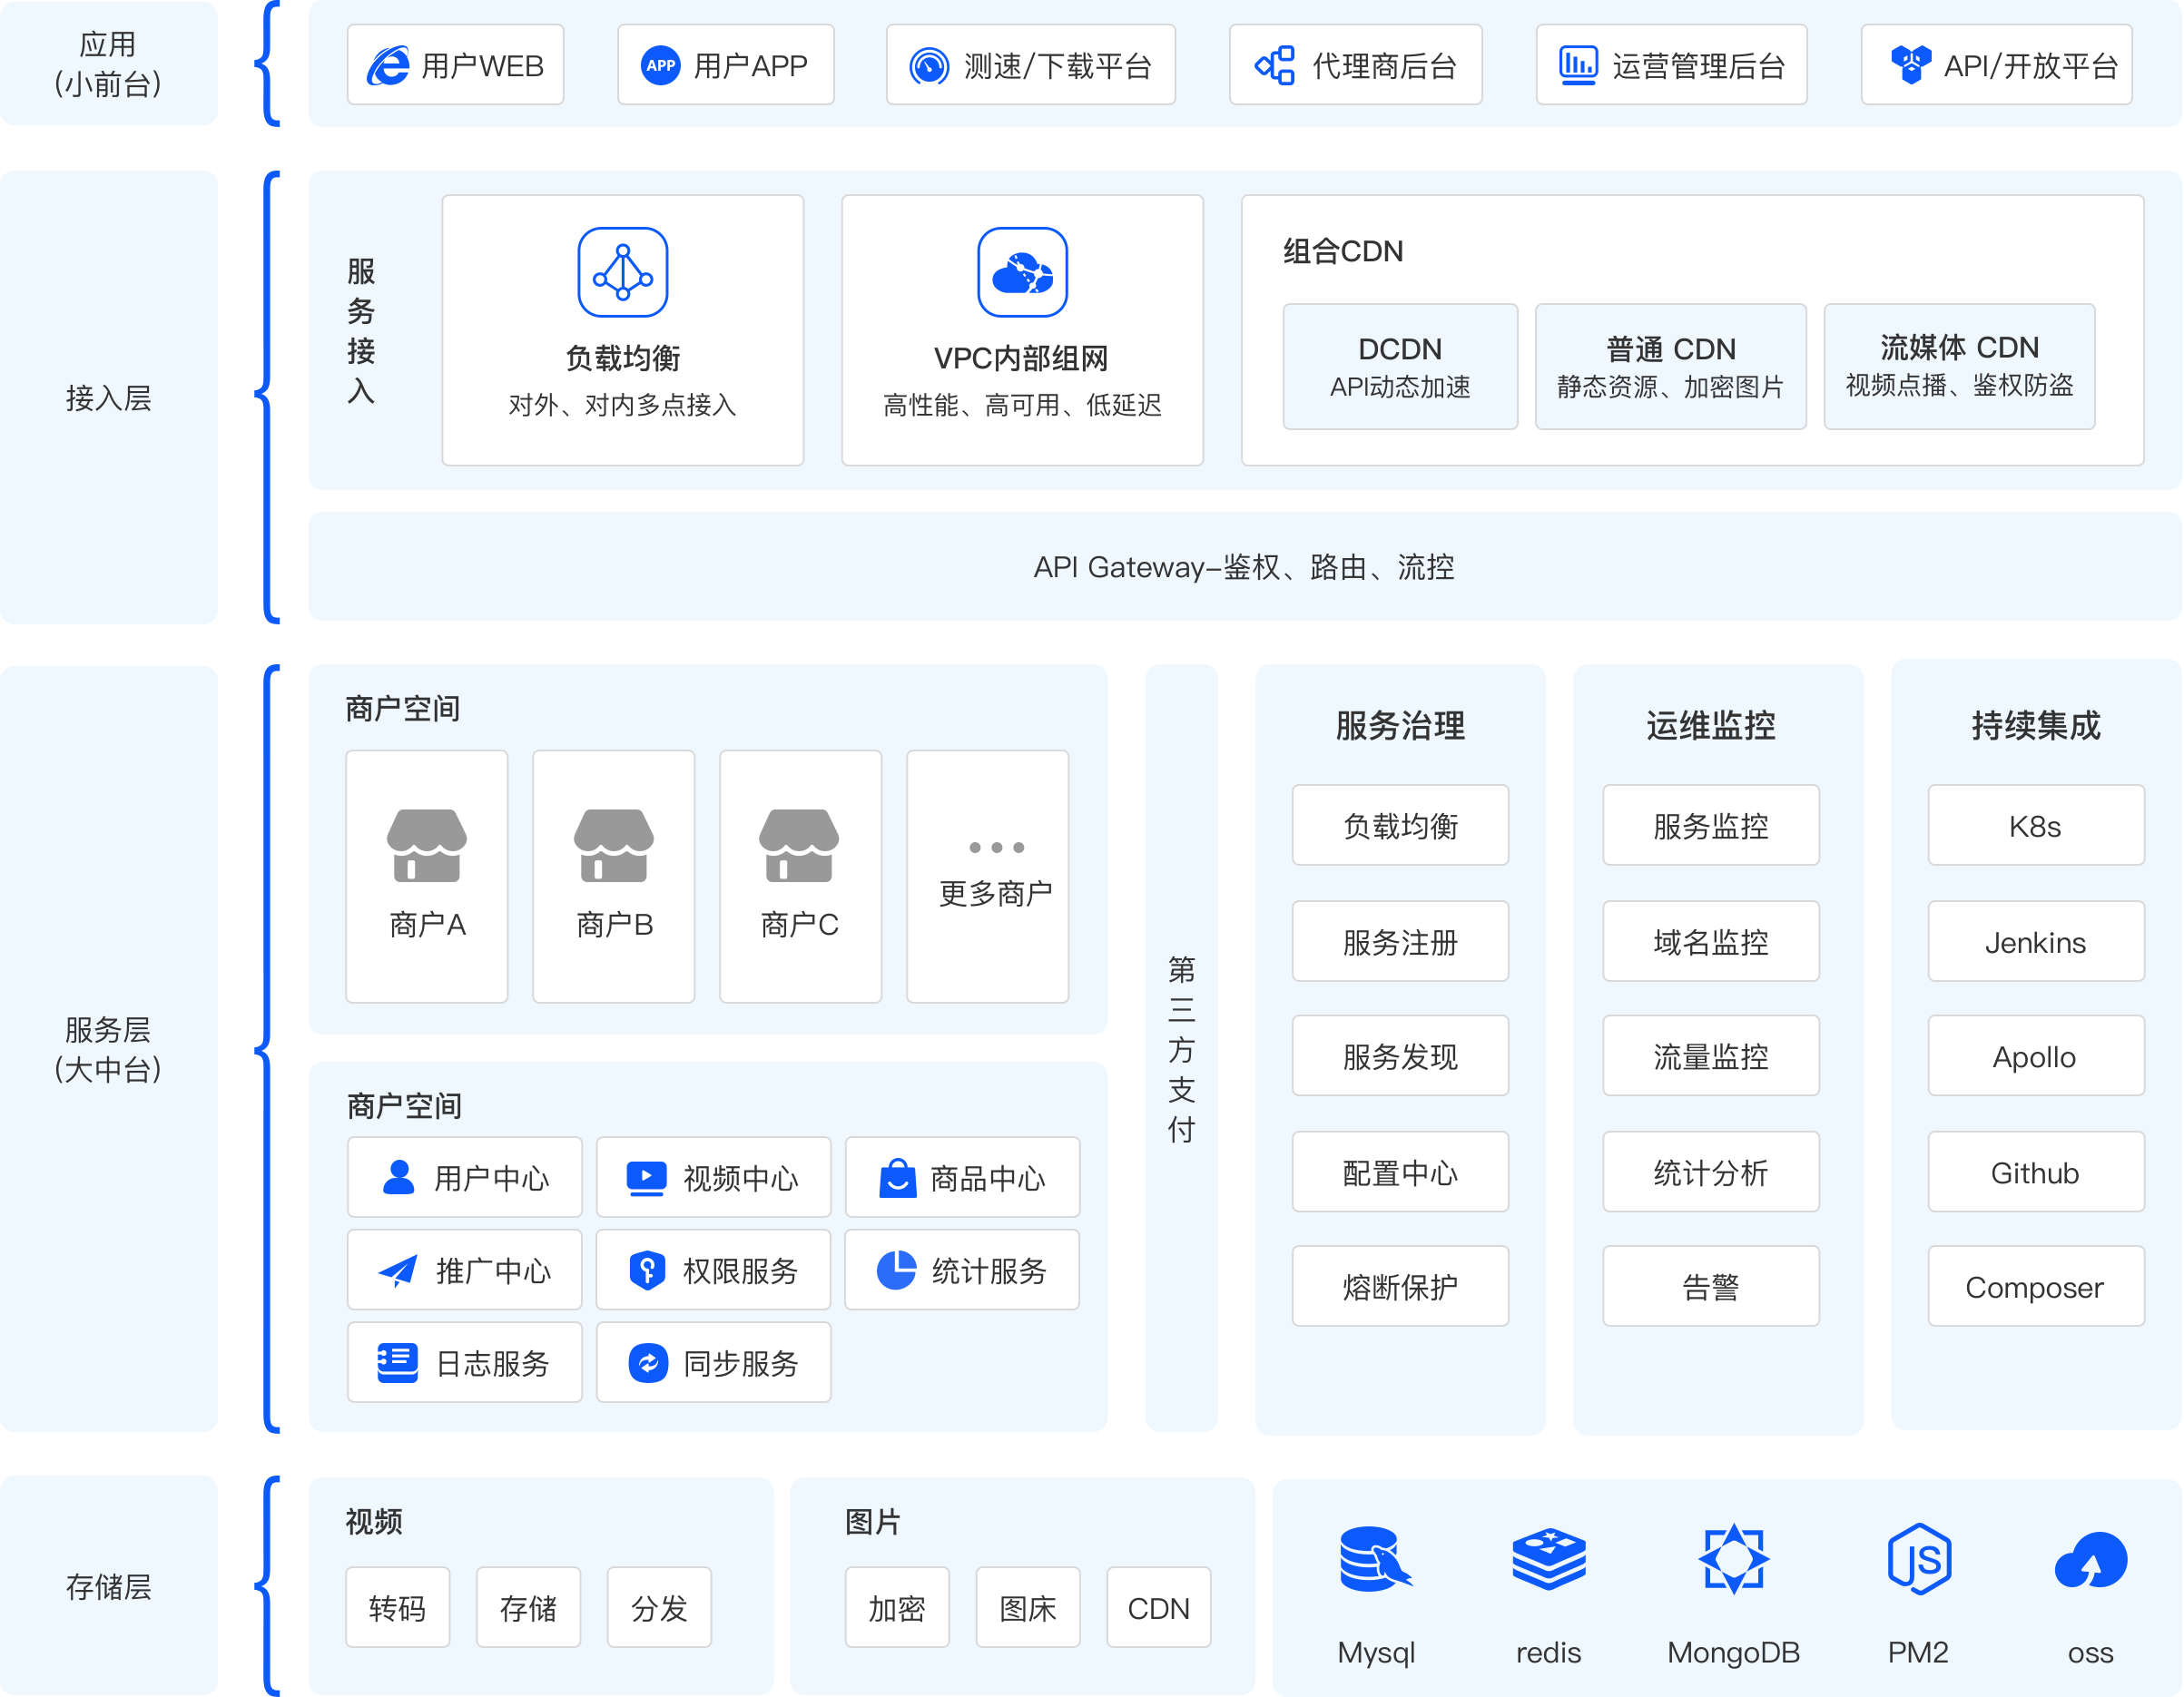 应用
(小前台)
用户WEB
APP
用户APP
测速/下载平台
代理商后台
运营管理后台
API/开放平台
接入层
服务接入
负载均衡
对外、对内多点接入
VPC内部组网
高性能、高可用、低延迟
组合CDN
DCDN
API动态加速
普通 CDN
静态资源、加密图片
流媒体 CDN
视频点播、鉴权防盗
API Gateway-鉴权、路由、流控
服务层
(大中台)
商户空间
商户A
商户B
商户C
更多商户
商户空间
用户中心
视频中心
商品中心
推广中心
权限服务
统计服务
日志服务
同步服务
第三方支付
服务治理
负载均衡
服务注册
服务发现
配置中心
熔断保护
运维监控
服务监控
域名监控
流量监控
统计分析
告警
持续集成
K8s
Jenkins
Apollo
Github
Composer
存储层
视频
转码
存储
分发
图片
加密
图床
CDN
Mysql
redis
MongoDB
JS
PM2
oss